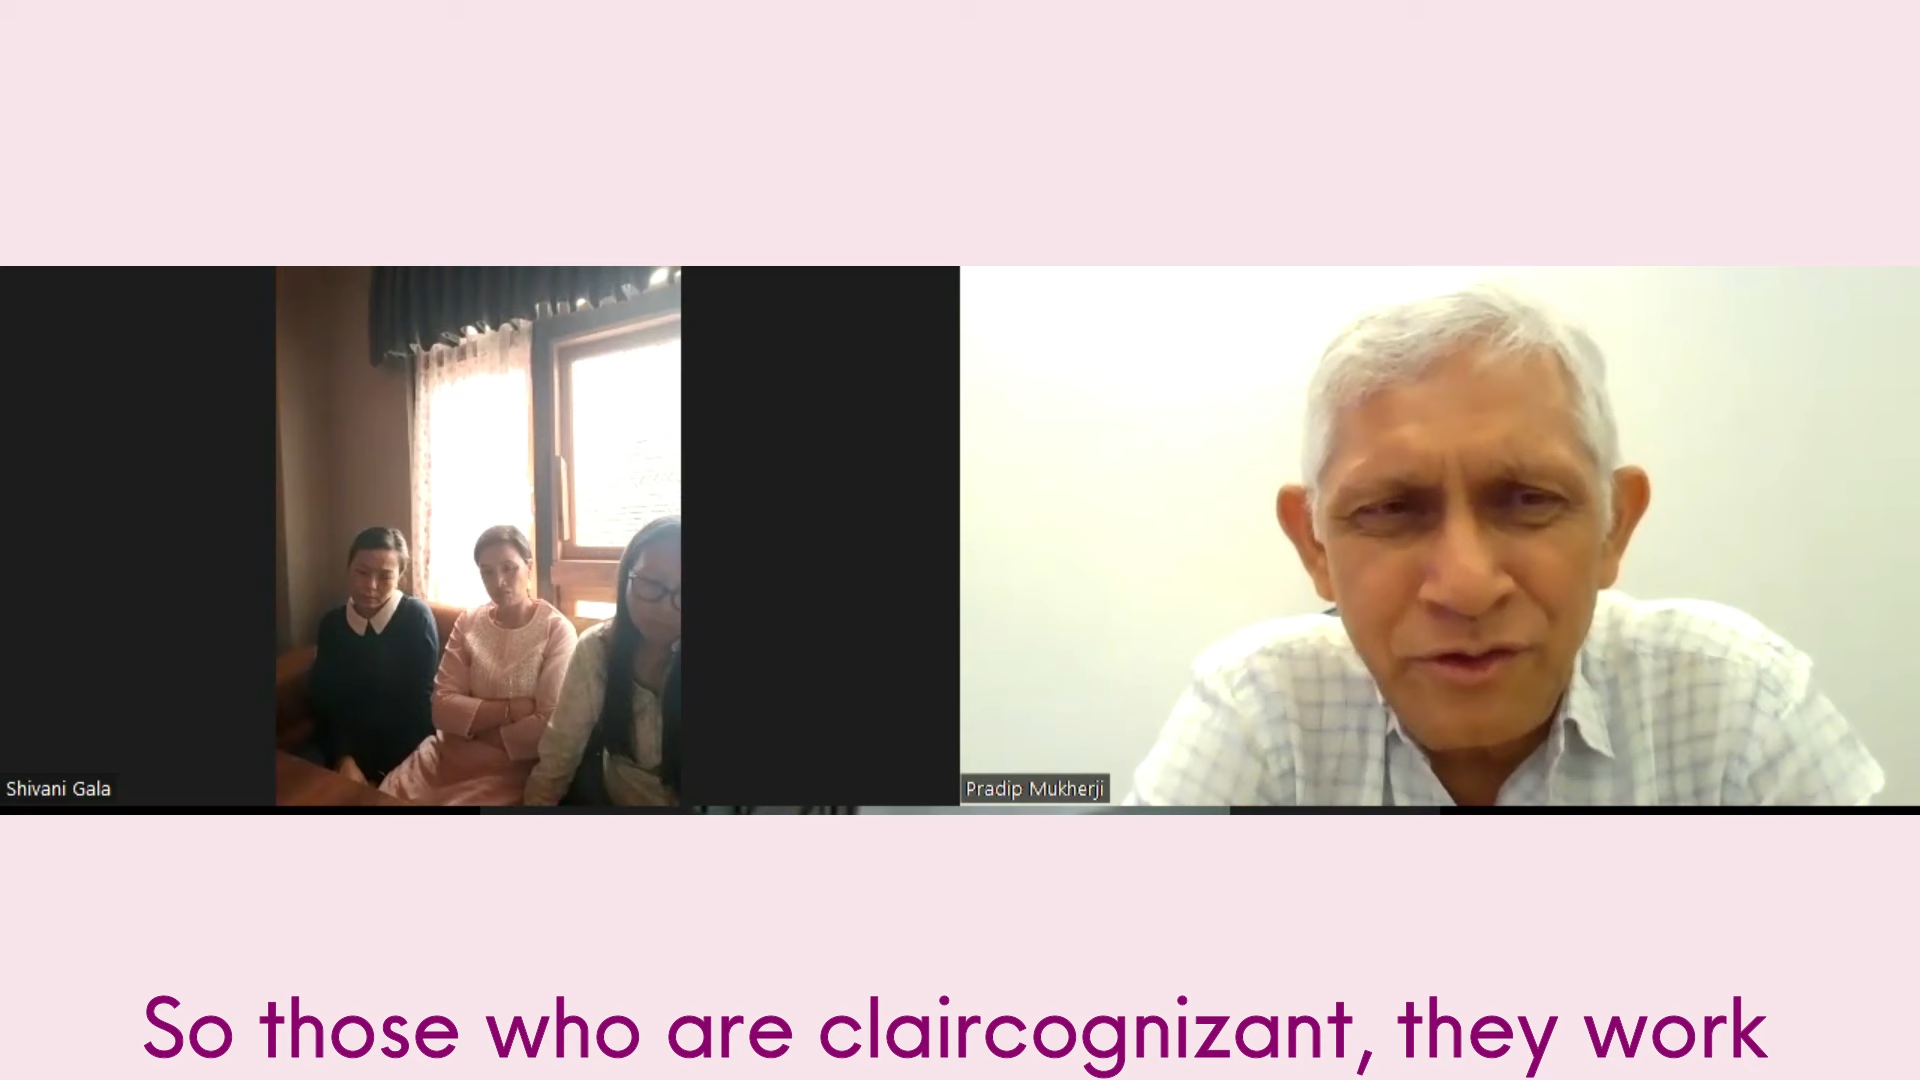 Shivani Gala
Pradip Mukherji
So those who are claircognizant, they work